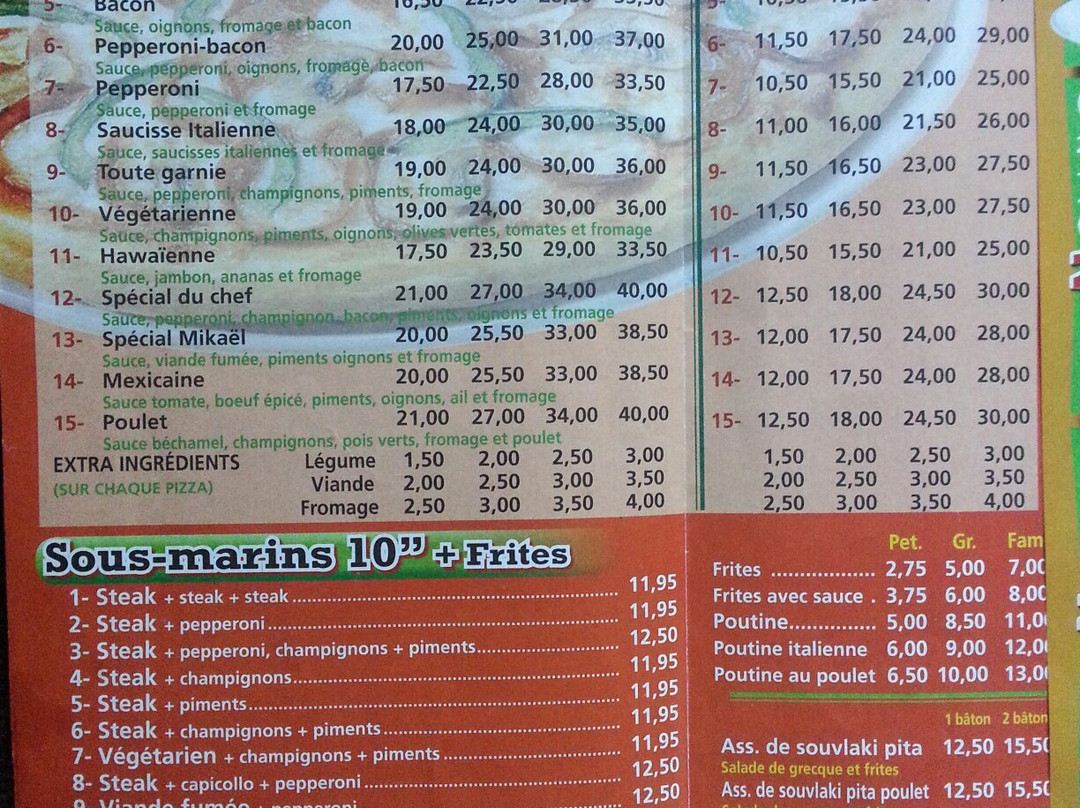 5- Bacon
Sauce, oignons, fromage et bacon
6- Pepperoni-bacon 20,00 25,00 31,00 37,00
Sauce, pepperoni, oignons, fromage, bacon
7- Pepperoni 17,50 22,50 28,00 33,50
Sauce, pepperoni et fromage
8- Saucisse Italienne 18,00 24,00 30,00 35,00
Sauce, saucisses italiennes et fromage
9- Toute garnie 19,00 24,00 30,00 36,00
Sauce, pepperoni, champignons, piments, fromage
10- Végétarienne 19,00 24,00 30,00 36,00
Sauce, champignons, piments, oignons, olives vertes, tomates et fromage
11- Hawaïenne 17,50 23,50 29,00 33,50
Sauce, jambon, ananas et fromage
12- Spécial du chef 21,00 27,00 34,00 40,00
Sauce, pepperoni, champignon, bacon, piments, oignons et fromage
13- Spécial Mikaël 20,00 25,50 33,00 38,50
Sauce, viande fumée, piments oignons et fromage
14- Mexicaine 20,00 25,50 33,00 38,50
Sauce tomate, boeuf épicé, piments, oignons, ail et fromage
15- Poulet 21,00 27,00 34,00 40,00
Sauce béchamel, champignons, pois verts, fromage et poulet
EXTRA INGRÉDIENTS Légume 1,50 2,00 2,50 3,00
(SUR CHAQUE PIZZA) Viande 2,00 2,50 3,00 3,50
Fromage 2,50 3,00 3,50 4,00
6- 11,50 17,50 24,00 29,00
7- 10,50 15,50 21,00 25,00
8- 11,00 16,00 21,50 26,00
9- 11,50 16,50 23,00 27,50
10- 11,50 16,50 23,00 27,50
11- 10,50 15,50 21,00 25,00
12- 12,50 18,00 24,50 30,00
13- 12,00 17,50 24,00 28,00
14- 12,00 17,50 24,00 28,00
15- 12,50 18,00 24,50 30,00
1,50 2,00 2,50 3,00
2,00 2,50 3,00 3,50
2,50 3,00 3,50 4,00
Sous-marins 10” + Frites
1- Steak + steak + steak 11,95
2- Steak + pepperoni 11,95
3- Steak + pepperoni, champignons + piments 12,50
4- Steak + champignons 11,95
5- Steak + piments 11,95
6- Steak + champignons + piments 11,95
7- Végétarien + champignons + piments 11,95
8- Steak + capicollo + pepperoni 12,50
9- Viande fumée + pepperoni 12,50
Pet. Gr. Fam
Frites 2,75 5,00 7,00
Frites avec sauce . 3,75 6,00 8,00
Poutine 5,00 8,50 11,0
Poutine italienne 6,00 9,00 12,0
Poutine au poulet 6,50 10,00 13,0
1 bâton 2 bâton
Ass. de souvlaki pita 12,50 15,50
Salade de grecque et frites
Ass. de souvlaki pita poulet 12,50 15,50